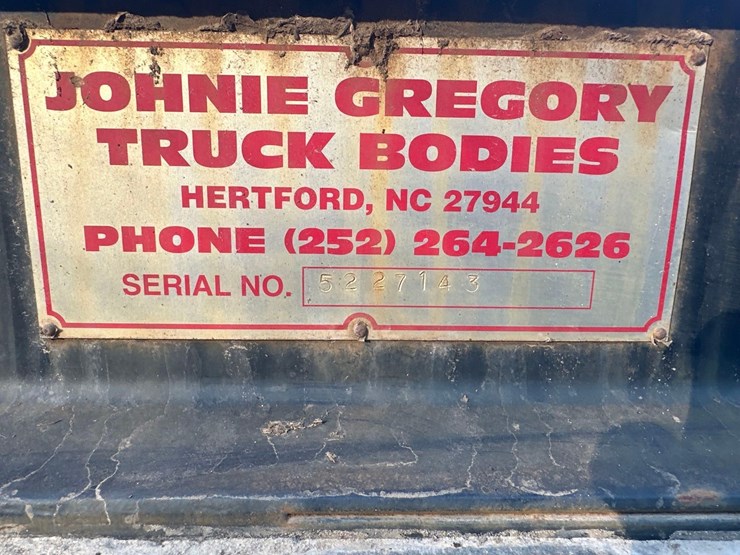 JOHNIE GREGORY
TRUCK BODIES
HERTFORD, NC 27944
PHONE (252) 264-2626
SERIAL NO. 5227143